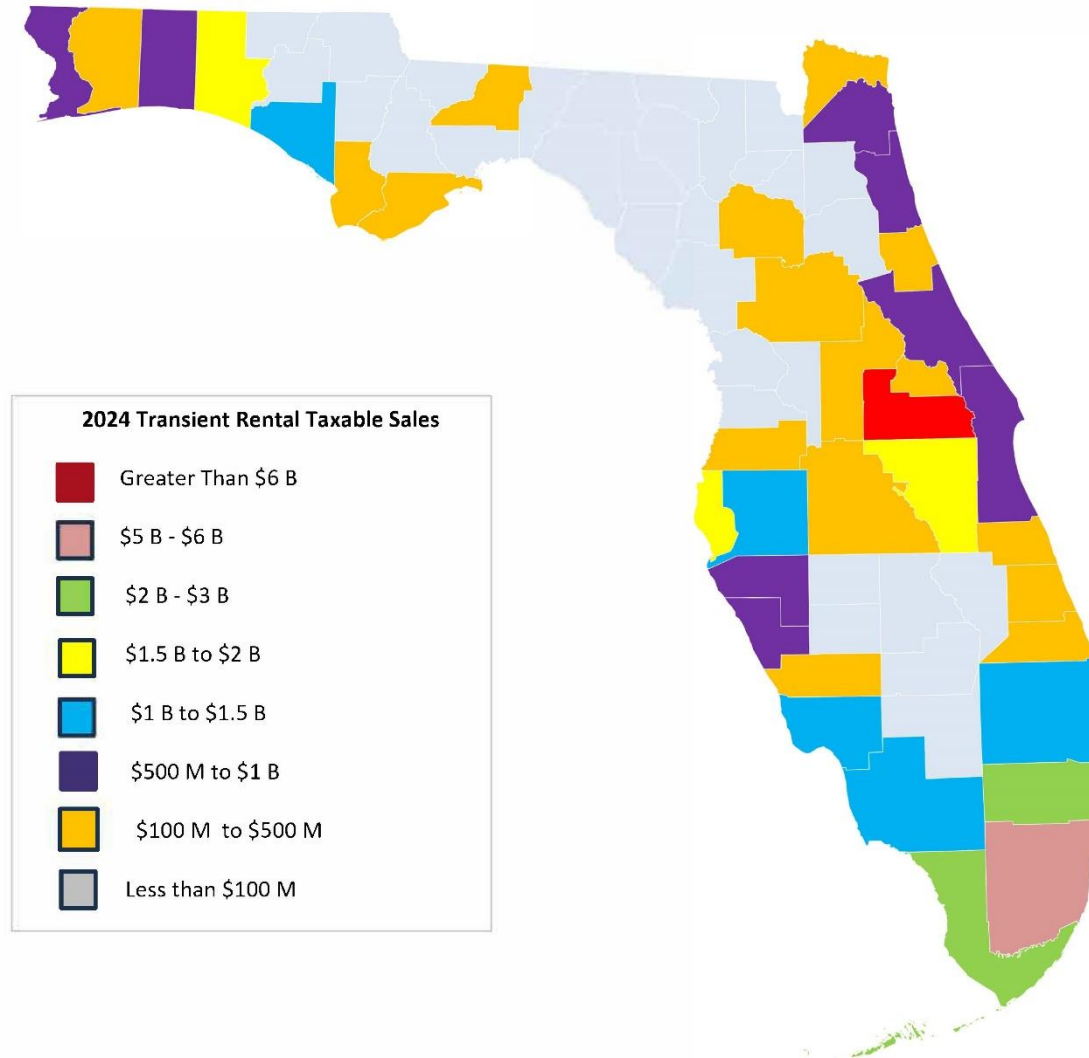 2024 Transient Rental Taxable Sales
Greater Than $6 B
$5 B - $6 B
$2 B - $3 B
$1.5 B to $2 B
$1 B to $1.5 B
$500 M to $1 B
$100 M to $500 M
Less than $100 M